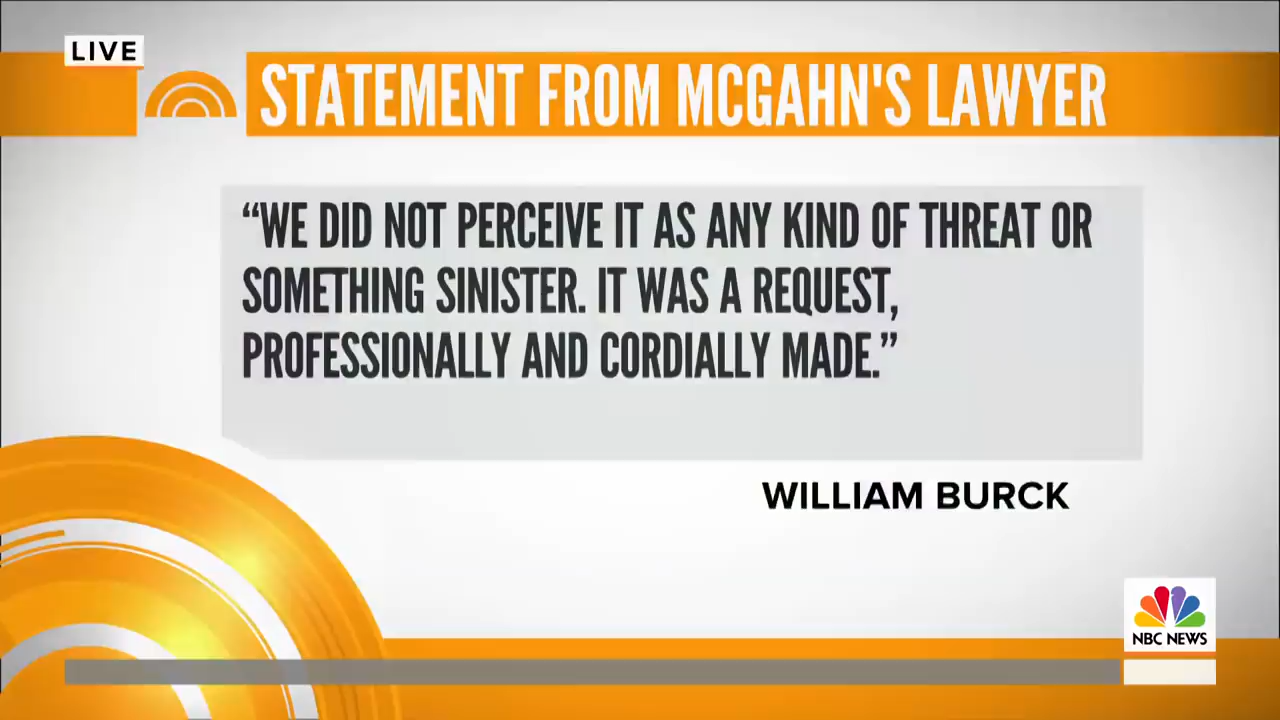 LIVE
STATEMENT FROM MCGAHN'S LAWYER
“WE DID NOT PERCEIVE IT AS ANY KIND OF THREAT OR
SOMETHING SINISTER. IT WAS A REQUEST,
PROFESSIONALLY AND CORDIALLY MADE.”
WILLIAM BURCK
NBC NEWS